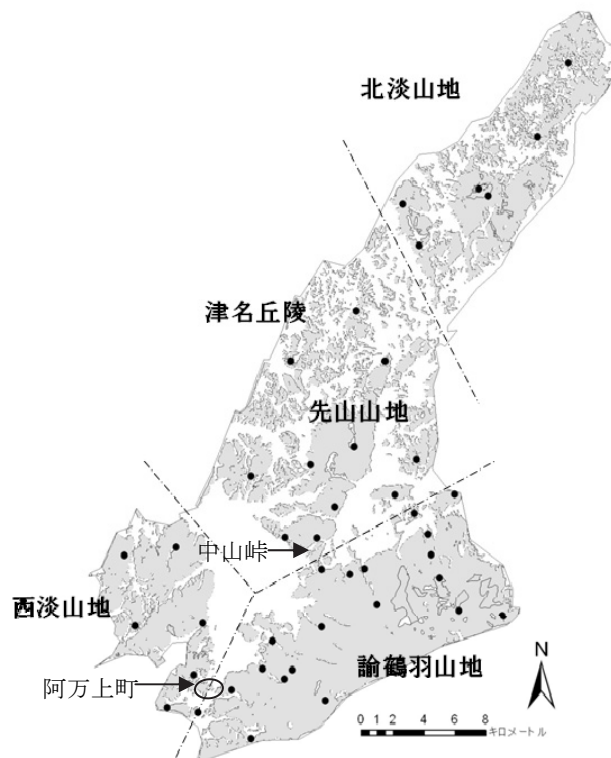 北淡山地
津名丘陵
先山山地
中山峠
西淡山地
諭鶴羽山地
阿万上町
N
0 1 2 4 6 8
キロメートル